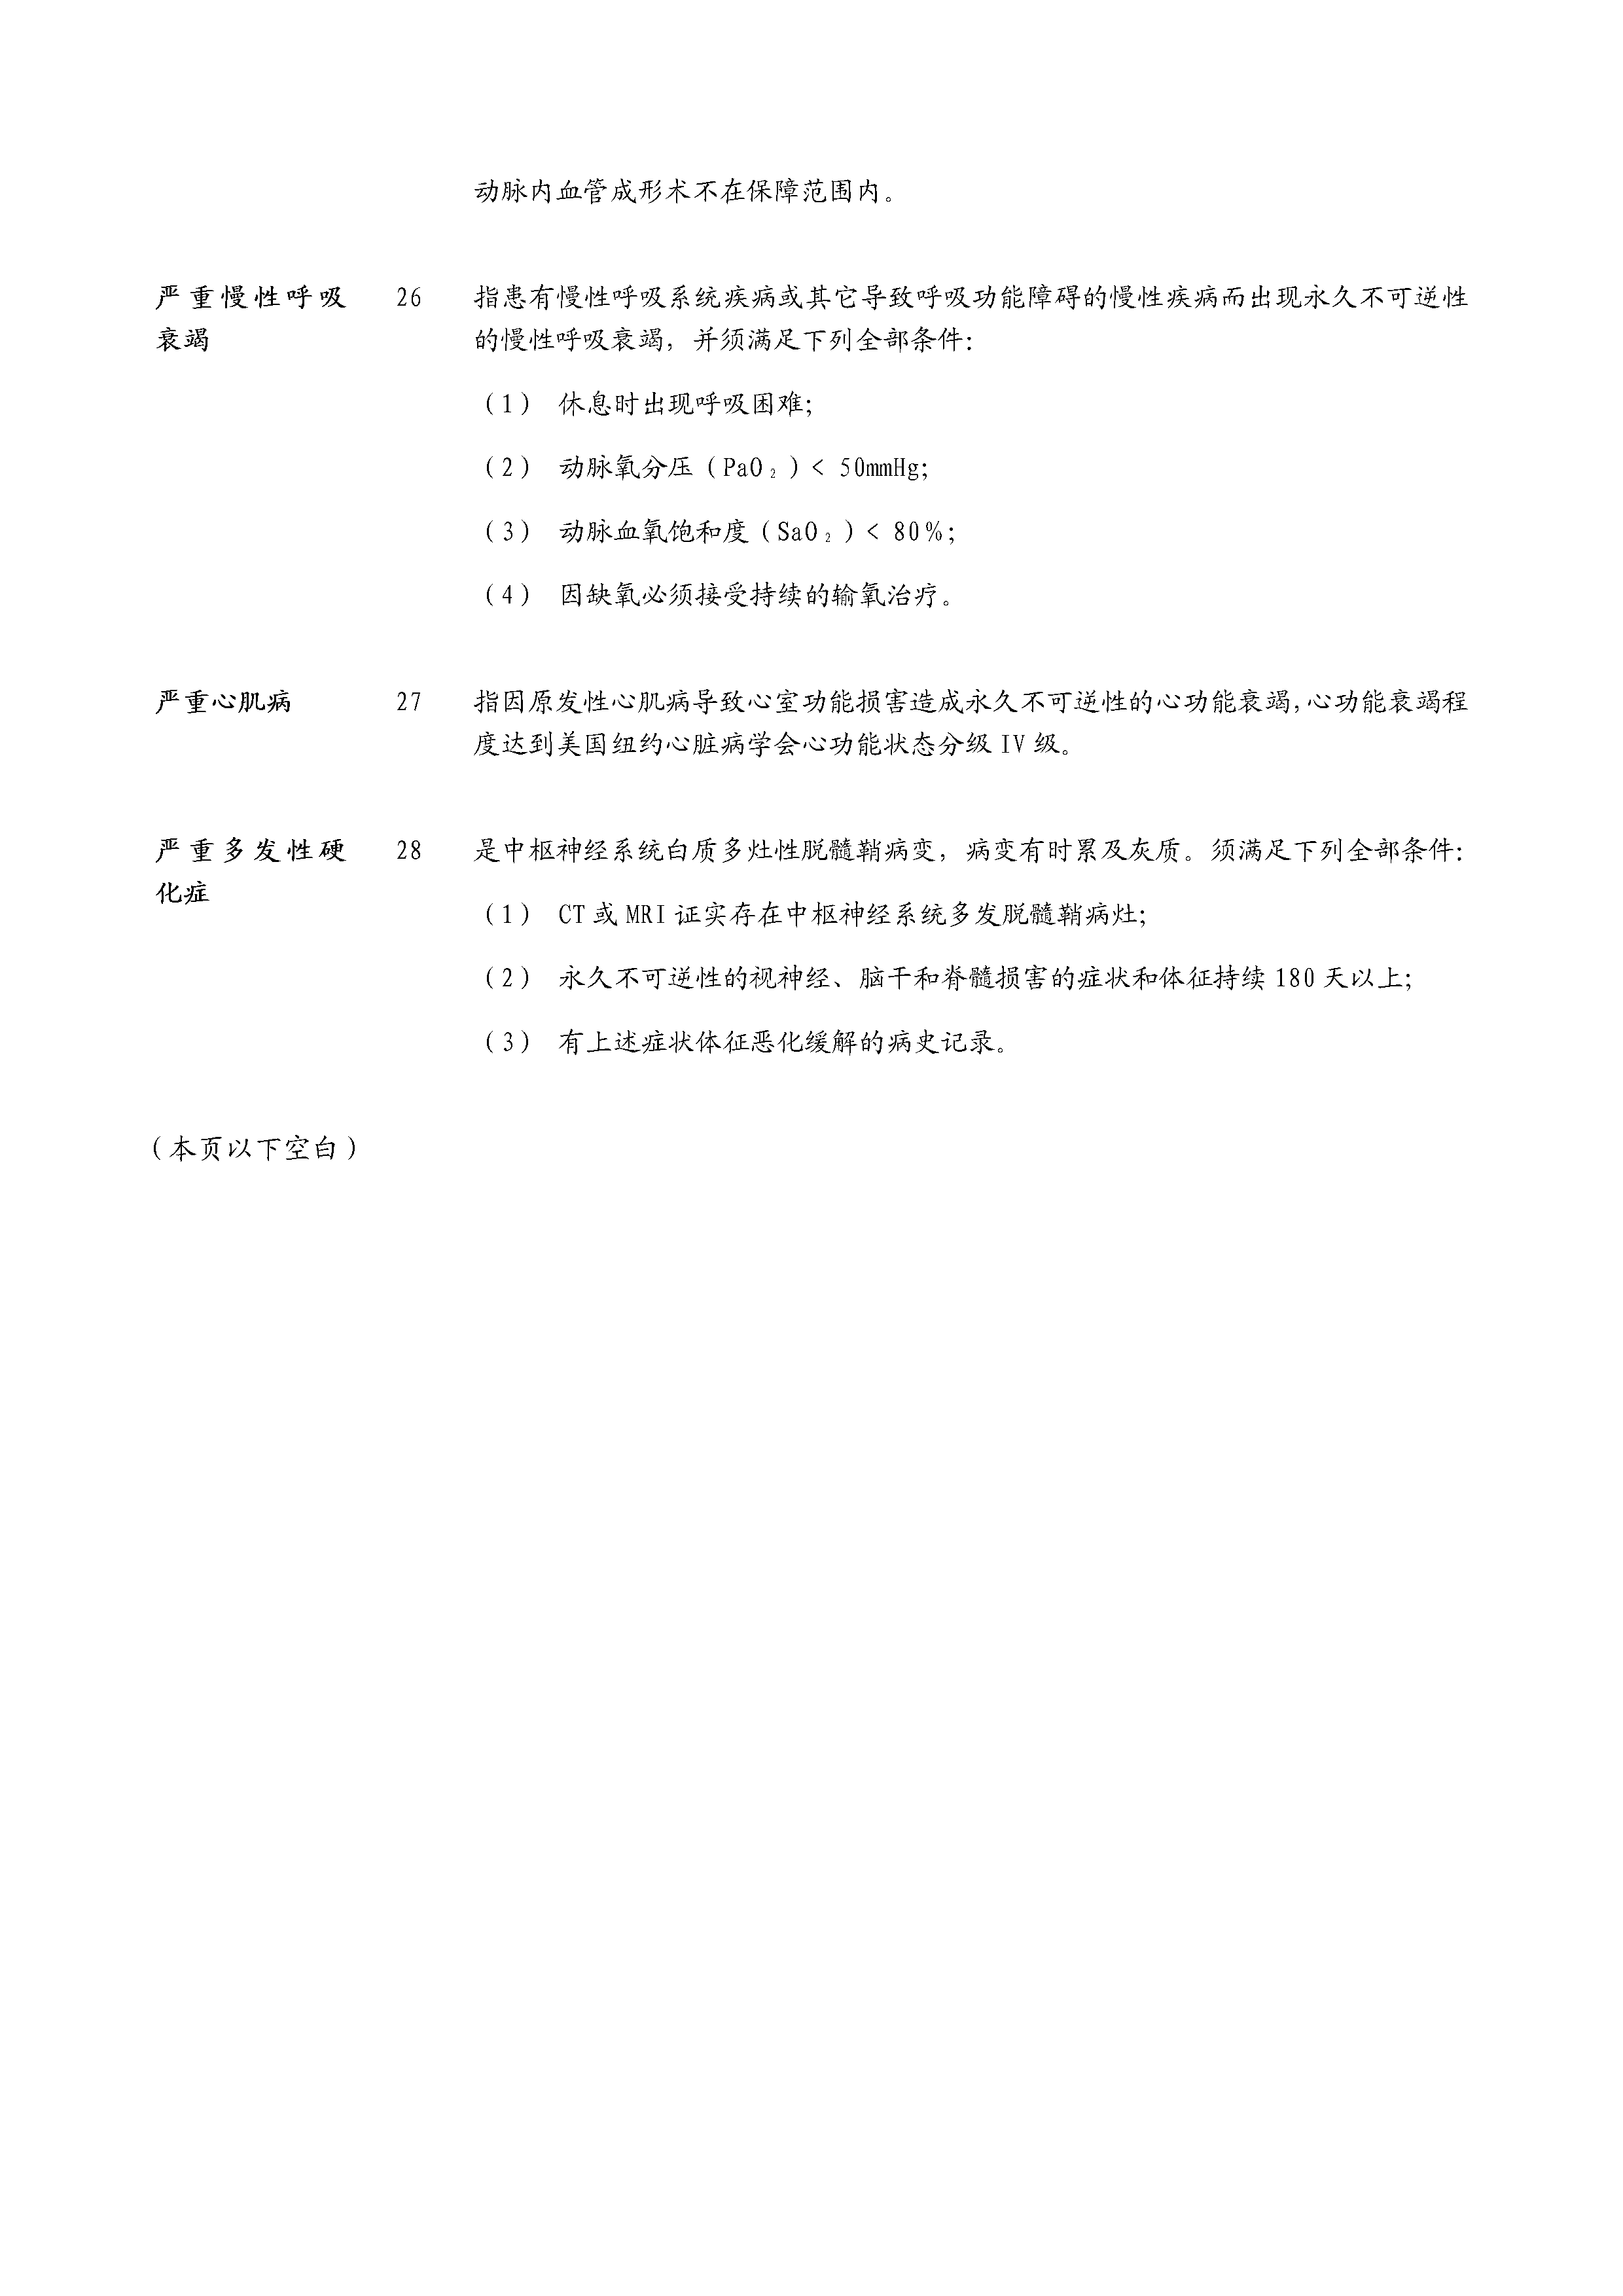 动脉内血管成形术不在保障范围内。
严重慢性呼吸 26 指患有慢性呼吸系统疾病或其它导致呼吸功能障碍的慢性疾病而出现永久不可逆性
衰竭 的慢性呼吸衰竭，并须满足下列全部条件：
（1） 休息时出现呼吸困难；
（2） 动脉氧分压（PaO₂）< 50mmHg；
（3） 动脉血氧饱和度（SaO₂）< 80%；
（4） 因缺氧必须接受持续的输氧治疗。
严重心肌病 27 指因原发性心肌病导致心室功能损害造成永久不可逆性的心功能衰竭，心功能衰竭程
度达到美国纽约心脏病学会心功能状态分级 IV 级。
严重多发性硬 28 是中枢神经系统白质多灶性脱髓鞘病变，病变有时累及灰质。须满足下列全部条件：
化症
（1） CT 或 MRI 证实存在中枢神经系统多发脱髓鞘病灶；
（2） 永久不可逆性的视神经、脑干和脊髓损害的症状和体征持续 180 天以上；
（3） 有上述症状体征恶化缓解的病史记录。
（本页以下空白）